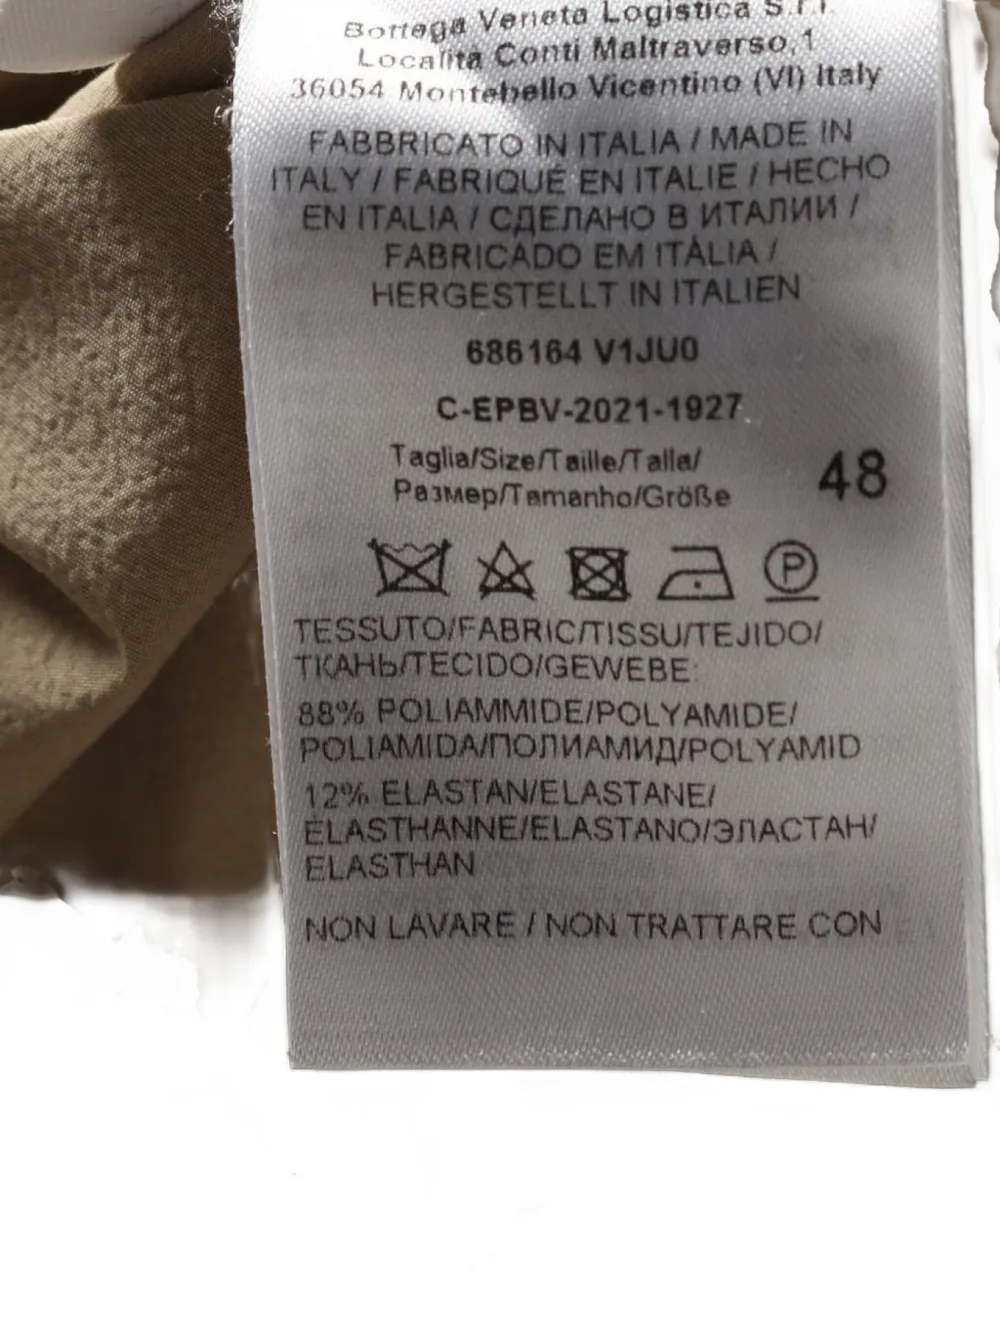 Bottega Veneta Logistica S.r.l.
Località Conti Maltraverso,1
36054 Montebello Vicentino (VI) Italy
FABBRICATO IN ITALIA / MADE IN
ITALY / FABRIQUÉ EN ITALIE / HECHO
EN ITALIA / СДЕЛАНО В ИТАЛИИ /
FABRICADO EM ITÁLIA /
HERGESTELLT IN ITALIEN
686164 V1JU0
C-EPBV-2021-1927
Taglia/Size/Taille/Talla/
Размер/Tamanho/Größe
48
P
TESSUTO/FABRIC/TISSU/TEJIDO/
ТКАНЬ/TECIDO/GEWEBE:
88% POLIAMMIDE/POLYAMIDE/
POLIAMIDA/ПОЛИАМИД/POLYAMID
12% ELASTAN/ELASTANE/
ÉLASTHANNE/ELASTANO/ЭЛАСТАН/
ELASTHAN
NON LAVARE / NON TRATTARE CON